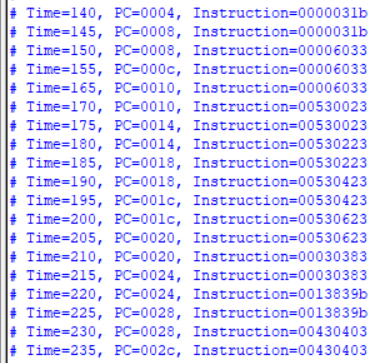 # Time=140, PC=0004, Instruction=0000031b
# Time=145, PC=0008, Instruction=0000031b
# Time=150, PC=0008, Instruction=00006033
# Time=155, PC=000c, Instruction=00006033
# Time=165, PC=0010, Instruction=00006033
# Time=170, PC=0010, Instruction=00530023
# Time=175, PC=0014, Instruction=00530023
# Time=180, PC=0014, Instruction=00530223
# Time=185, PC=0018, Instruction=00530223
# Time=190, PC=0018, Instruction=00530423
# Time=195, PC=001c, Instruction=00530423
# Time=200, PC=001c, Instruction=00530623
# Time=205, PC=0020, Instruction=00530623
# Time=210, PC=0020, Instruction=00030383
# Time=215, PC=0024, Instruction=00030383
# Time=220, PC=0024, Instruction=0013839b
# Time=225, PC=0028, Instruction=0013839b
# Time=230, PC=0028, Instruction=00430403
# Time=235, PC=002c, Instruction=00430403